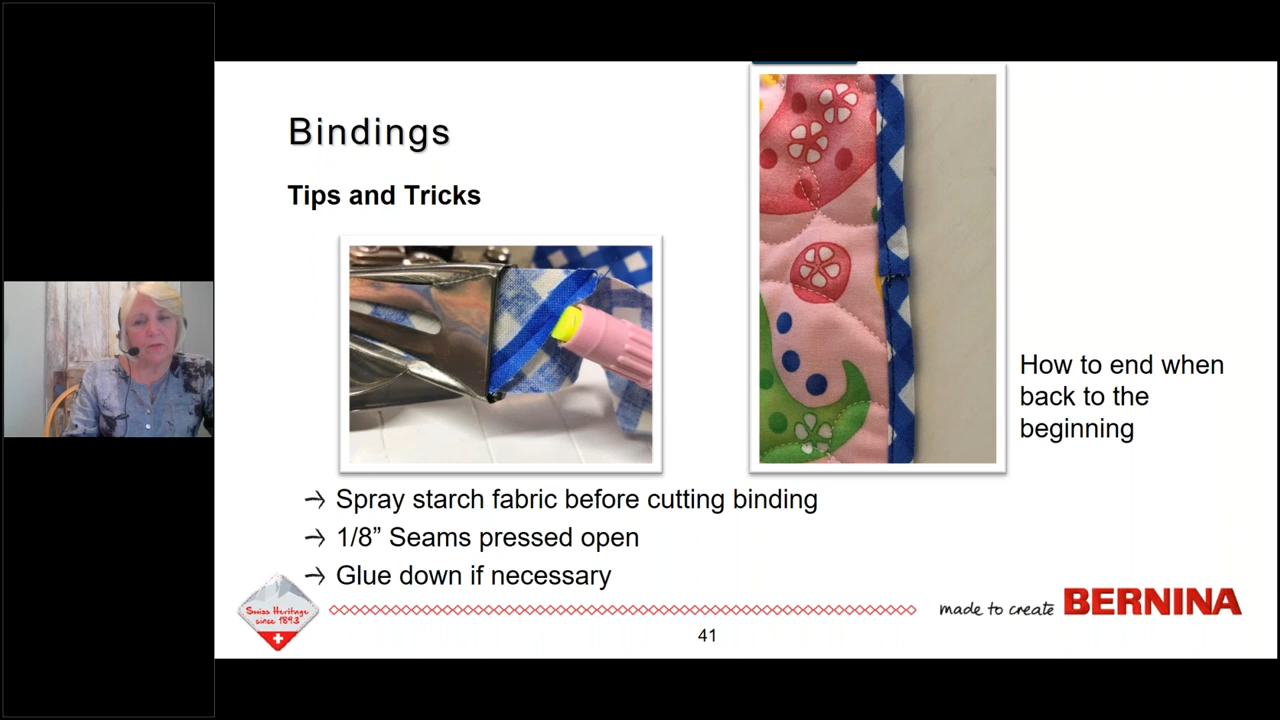 Bindings
Tips and Tricks
How to end when
back to the
beginning
→ Spray starch fabric before cutting binding
→ 1/8” Seams pressed open
→ Glue down if necessary
Swiss Heritage
since 1893
made to create BERNINA
41